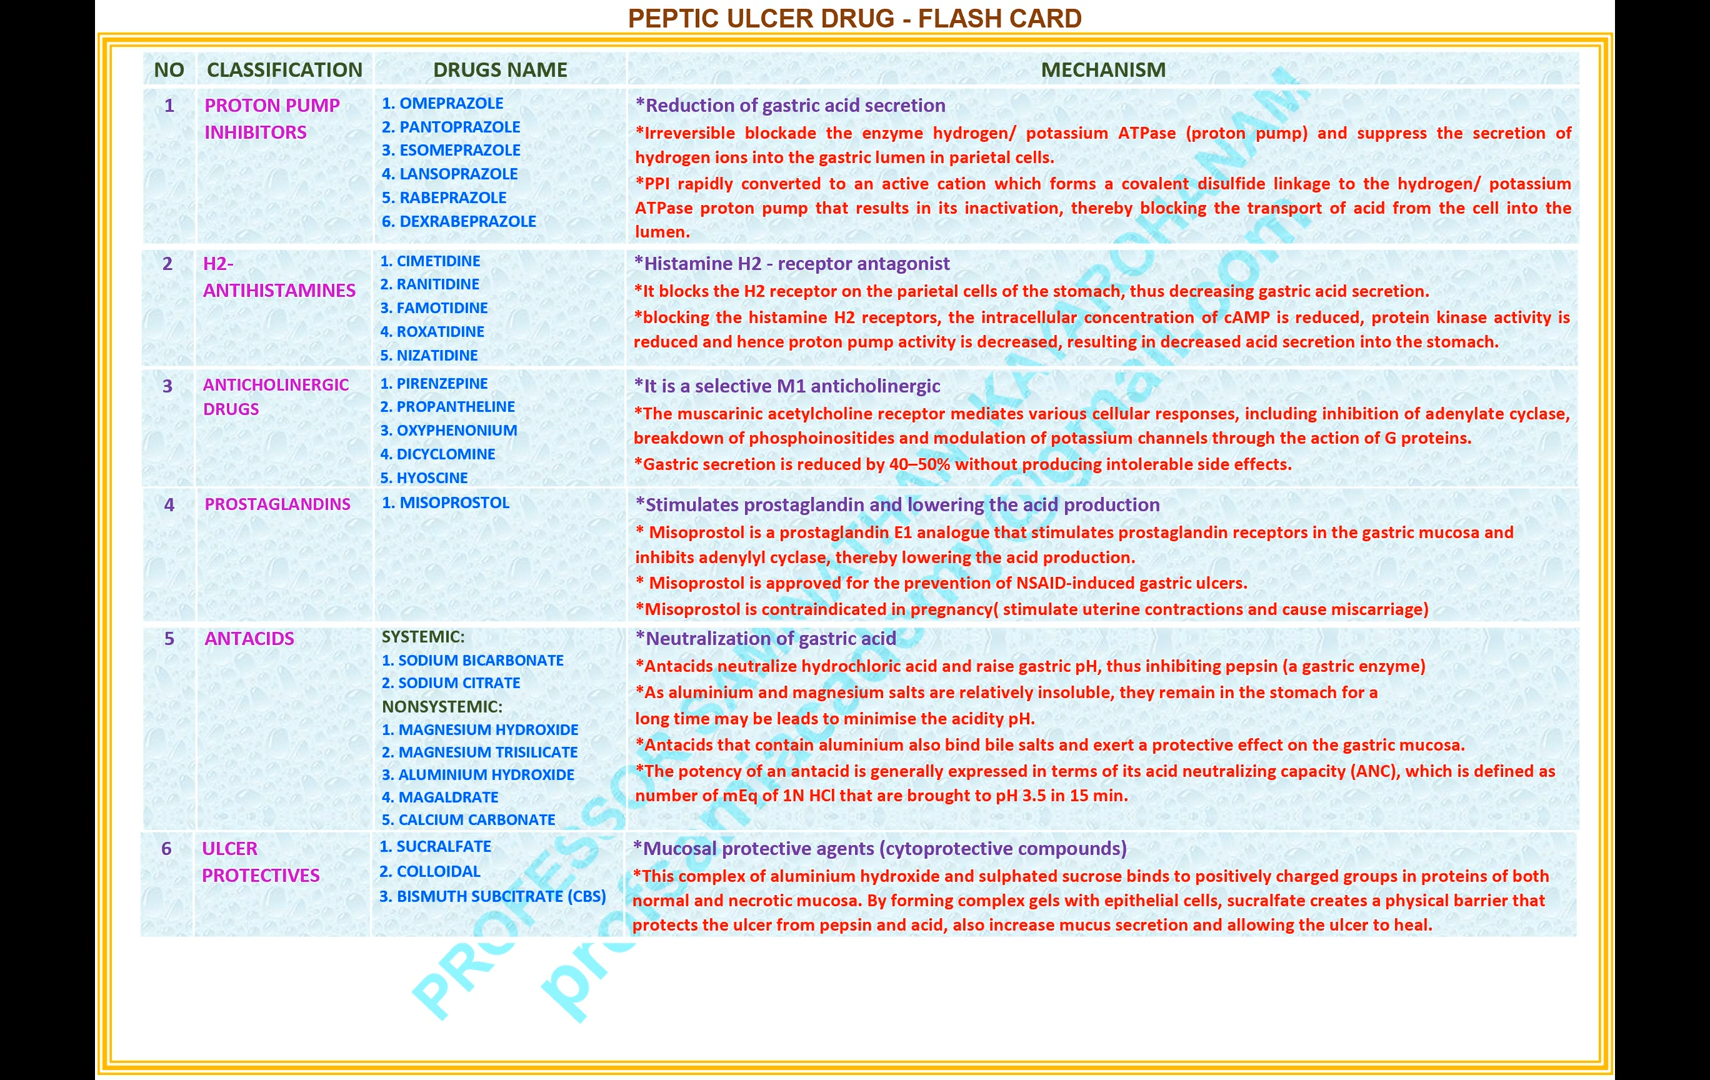 PEPTIC ULCER DRUG - FLASH CARD
NO CLASSIFICATION DRUGS NAME MECHANISM
1 PROTON PUMP
INHIBITORS
1. OMEPRAZOLE
2. PANTOPRAZOLE
3. ESOMEPRAZOLE
4. LANSOPRAZOLE
5. RABEPRAZOLE
6. DEXRABEPRAZOLE
*Reduction of gastric acid secretion
*Irreversible blockade the enzyme hydrogen/ potassium ATPase (proton pump) and suppress the secretion of
hydrogen ions into the gastric lumen in parietal cells.
*PPI rapidly converted to an active cation which forms a covalent disulfide linkage to the hydrogen/ potassium
ATPase proton pump that results in its inactivation, thereby blocking the transport of acid from the cell into the
lumen.
2 H2-
ANTIHISTAMINES
1. CIMETIDINE
2. RANITIDINE
3. FAMOTIDINE
4. ROXATIDINE
5. NIZATIDINE
*Histamine H2 - receptor antagonist
*It blocks the H2 receptor on the parietal cells of the stomach, thus decreasing gastric acid secretion.
*blocking the histamine H2 receptors, the intracellular concentration of cAMP is reduced, protein kinase activity is
reduced and hence proton pump activity is decreased, resulting in decreased acid secretion into the stomach.
3 ANTICHOLINERGIC
DRUGS
1. PIRENZEPINE
2. PROPANTHELINE
3. OXYPHENONIUM
4. DICYCLOMINE
5. HYOSCINE
*It is a selective M1 anticholinergic
*The muscarinic acetylcholine receptor mediates various cellular responses, including inhibition of adenylate cyclase,
breakdown of phosphoinositides and modulation of potassium channels through the action of G proteins.
*Gastric secretion is reduced by 40–50% without producing intolerable side effects.
4 PROSTAGLANDINS
1. MISOPROSTOL
*Stimulates prostaglandin and lowering the acid production
* Misoprostol is a prostaglandin E1 analogue that stimulates prostaglandin receptors in the gastric mucosa and
inhibits adenylyl cyclase, thereby lowering the acid production.
* Misoprostol is approved for the prevention of NSAID-induced gastric ulcers.
*Misoprostol is contraindicated in pregnancy( stimulate uterine contractions and cause miscarriage)
5 ANTACIDS
SYSTEMIC:
1. SODIUM BICARBONATE
2. SODIUM CITRATE
NONSYSTEMIC:
1. MAGNESIUM HYDROXIDE
2. MAGNESIUM TRISILICATE
3. ALUMINIUM HYDROXIDE
4. MAGALDRATE
5. CALCIUM CARBONATE
*Neutralization of gastric acid
*Antacids neutralize hydrochloric acid and raise gastric pH, thus inhibiting pepsin (a gastric enzyme)
*As aluminium and magnesium salts are relatively insoluble, they remain in the stomach for a
long time may be leads to minimise the acidity pH.
*Antacids that contain aluminium also bind bile salts and exert a protective effect on the gastric mucosa.
*The potency of an antacid is generally expressed in terms of its acid neutralizing capacity (ANC), which is defined as
number of mEq of 1N HCl that are brought to pH 3.5 in 15 min.
6 ULCER
PROTECTIVES
1. SUCRALFATE
2. COLLOIDAL
3. BISMUTH SUBCITRATE (CBS)
*Mucosal protective agents (cytoprotective compounds)
*This complex of aluminium hydroxide and sulphated sucrose binds to positively charged groups in proteins of both
normal and necrotic mucosa. By forming complex gels with epithelial cells, sucralfate creates a physical barrier that
protects the ulcer from pepsin and acid, also increase mucus secretion and allowing the ulcer to heal.
PROFESSOR SAMINATHAN KAYAROHANAM
profsamiacademy@gmail.com